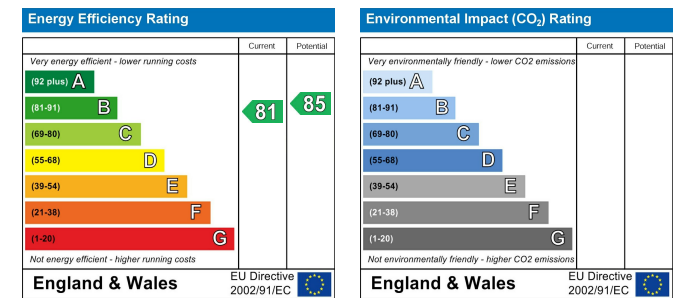 Energy Efficiency Rating
Current Potential
Very energy efficient - lower running costs
(92 plus) A
(81-91) B
(69-80) C
(55-68) D
(39-54) E
(21-38) F
(1-20) G
81
85
Not energy efficient - higher running costs
England & Wales
EU Directive
2002/91/EC
Environmental Impact (CO₂) Rating
Current Potential
Very environmentally friendly - lower CO2 emissions
(92 plus) A
(81-91) B
(69-80) C
(55-68) D
(39-54) E
(21-38) F
(1-20) G
Not environmentally friendly - higher CO2 emissions
England & Wales
EU Directive
2002/91/EC